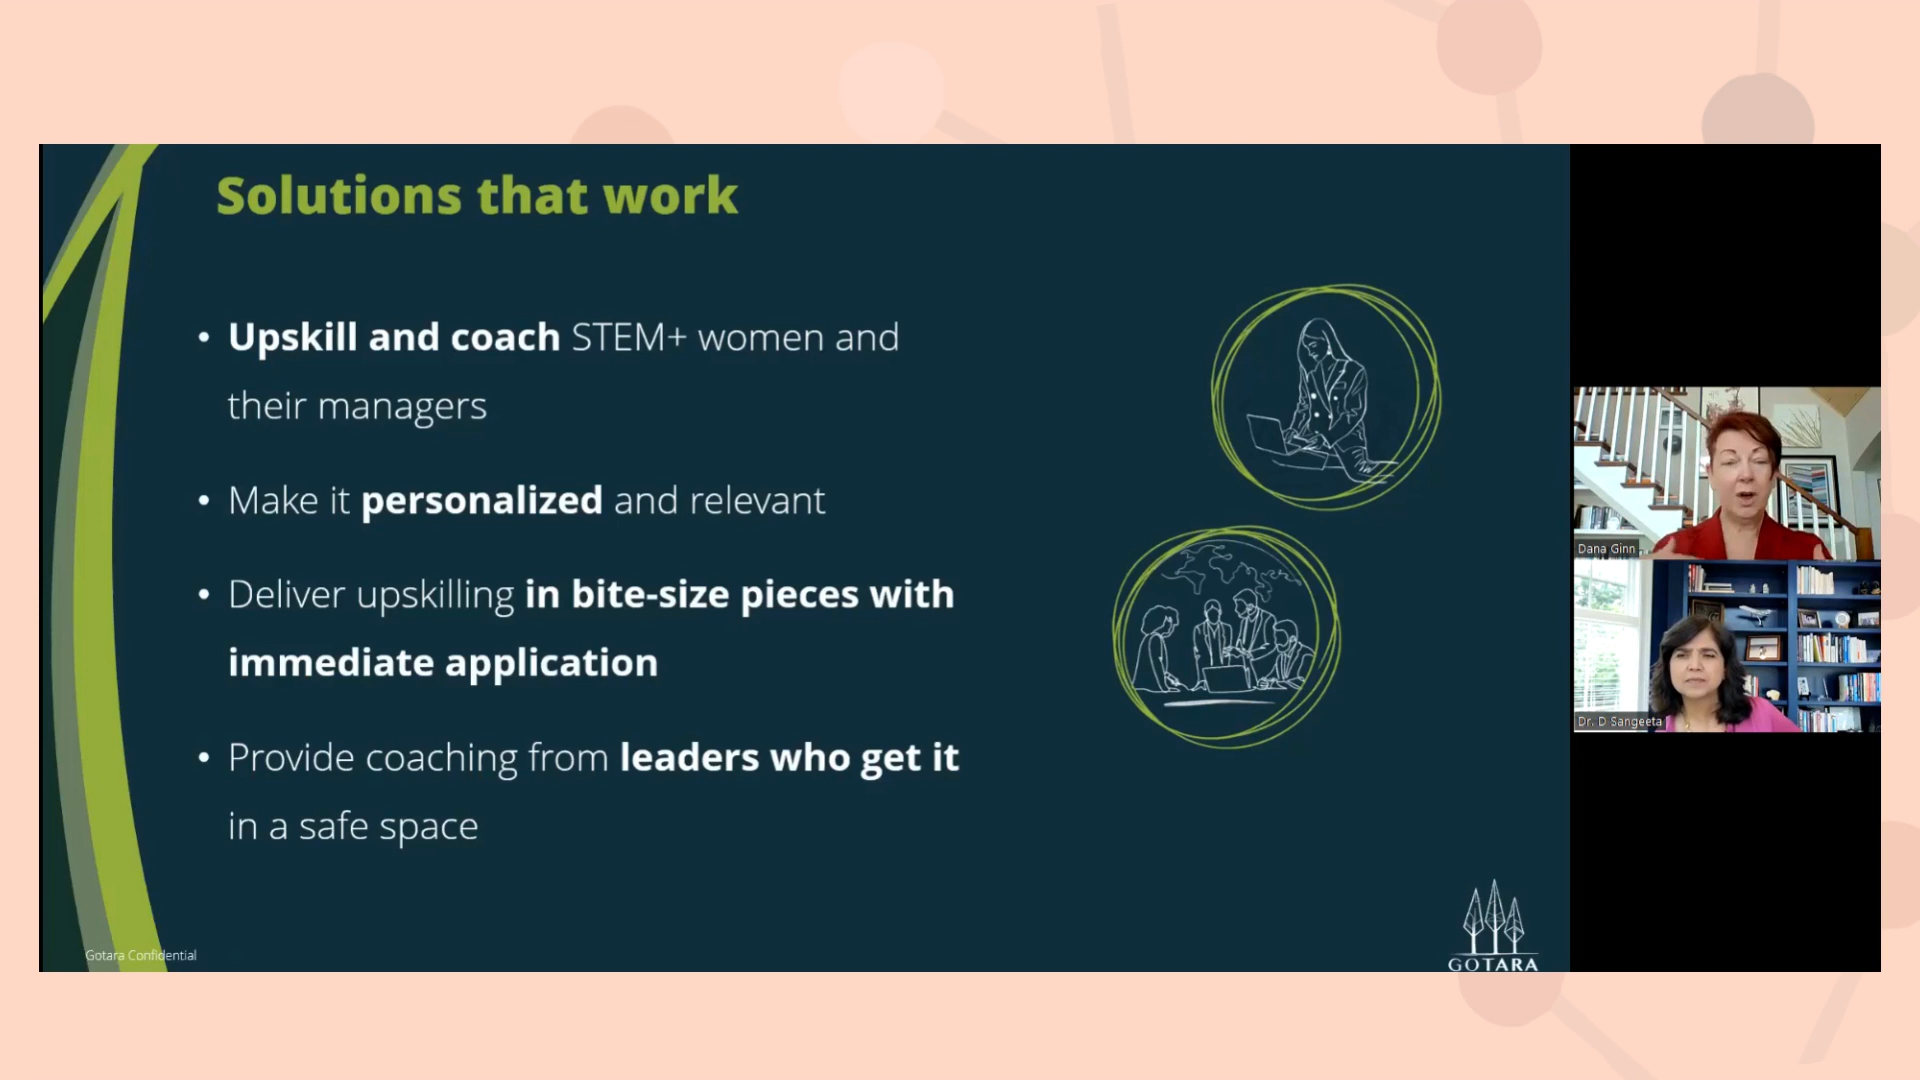 Solutions that work
• Upskill and coach STEM+ women and
their managers
• Make it personalized and relevant
• Deliver upskilling in bite-size pieces with
immediate application
• Provide coaching from leaders who get it
in a safe space
Gotara Confidential
GOTARA
Dana Ginn
Dr. D Sangeeta